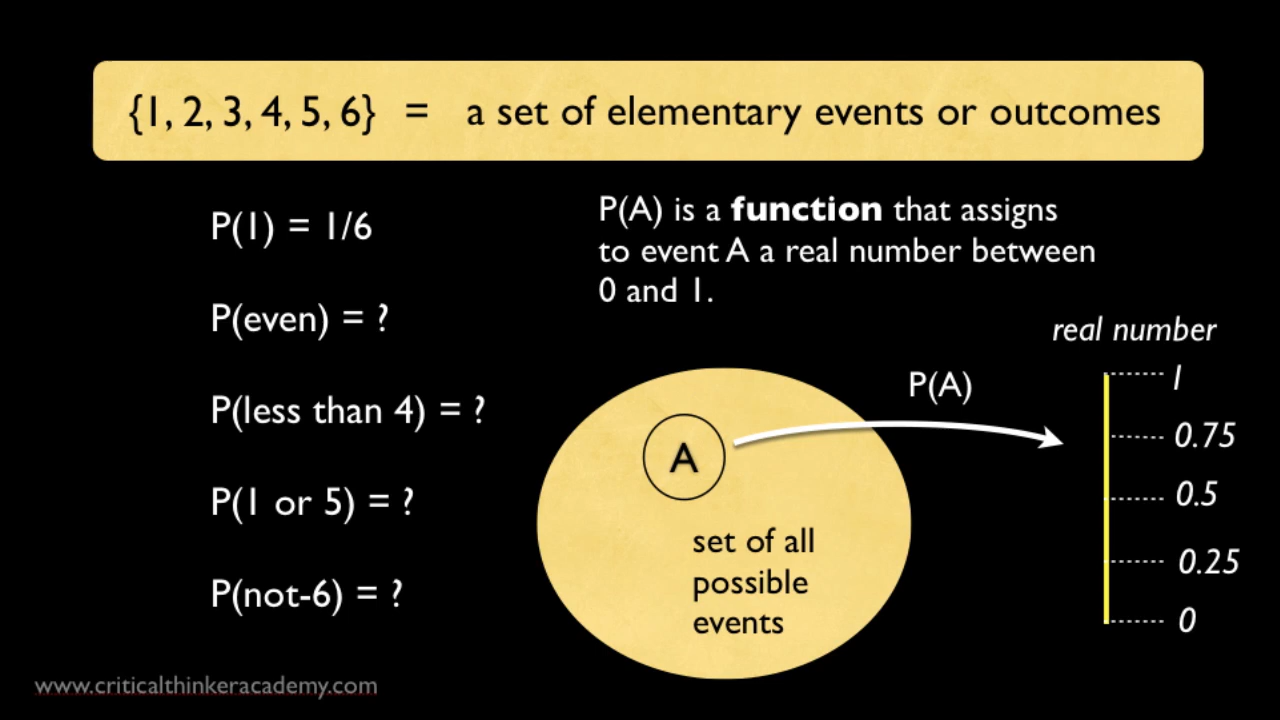 {1, 2, 3, 4, 5, 6} = a set of elementary events or outcomes
P(1) = 1/6
P(even) = ?
P(less than 4) = ?
P(1 or 5) = ?
P(not-6) = ?
P(A) is a function that assigns
to event A a real number between
0 and 1.
real number
P(A)
1
0.75
0.5
0.25
0
A
set of all
possible
events
www.criticalthinkeracademy.com